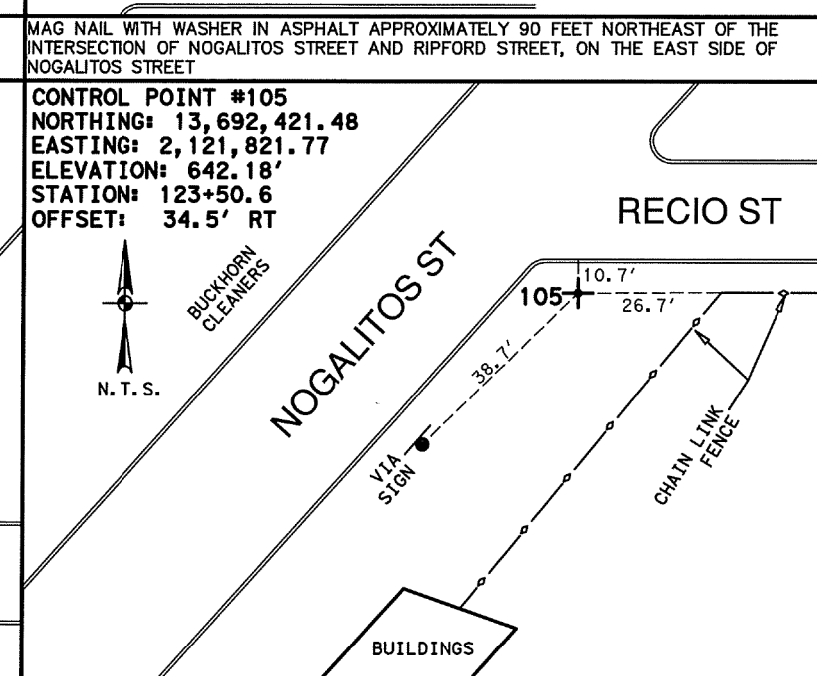 MAG NAIL WITH WASHER IN ASPHALT APPROXIMATELY 90 FEET NORTHEAST OF THE
INTERSECTION OF NOGALITOS STREET AND RIPFORD STREET, ON THE EAST SIDE OF
NOGALITOS STREET
CONTROL POINT #105
NORTHING: 13,692,421.48
EASTING: 2,121,821.77
ELEVATION: 642.18'
STATION: 123+50.6
OFFSET: 34.5' RT
RECIO ST
BUCKHORN
CLEANERS
NOGALITOS ST
10.7'
105
26.7'
N.T.S.
38.7'
VIA
SIGN
CHAIN LINK
FENCE
BUILDINGS